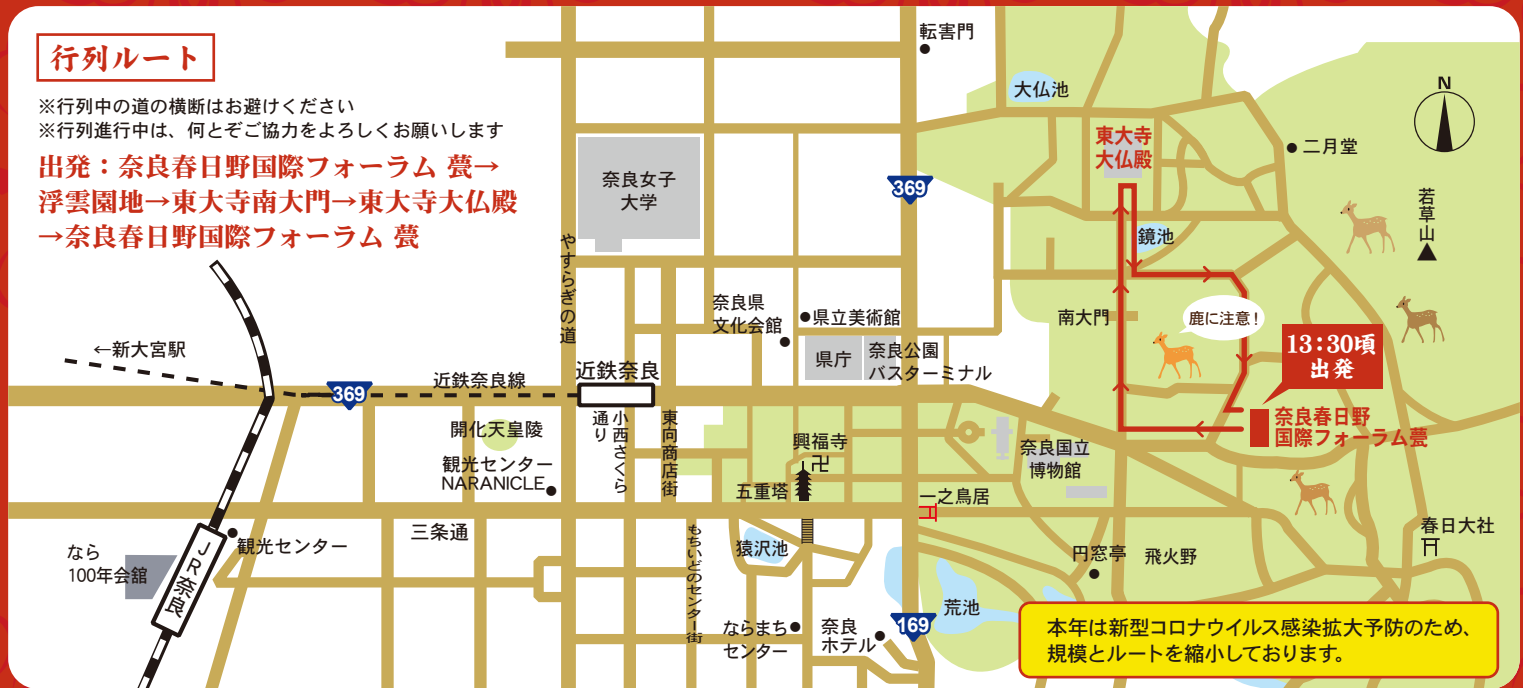 行列ルート
※行列中の道の横断はお避けください
※行列進行中は、何とぞご協力をよろしくお願いします
出発：奈良春日野国際フォーラム 甍→
浮雲園地→東大寺南大門→東大寺大仏殿
→奈良春日野国際フォーラム 甍
転害門
大仏池
N
東大寺
大仏殿
二月堂
奈良女子
大学
369
若草山
鏡池
やすらぎの道
奈良県
文化会館
県立美術館
南大門
鹿に注意！
←新大宮駅
県庁
奈良公園
バスターミナル
13：30頃
出発
近鉄奈良線
近鉄奈良
369
奈良春日野
国際フォーラム甍
開化天皇陵
小西さくら
通り
東向商店街
興福寺
奈良国立
博物館
観光センター
NARANICLE
五重塔
一之鳥居
春日大社
三条通
観光センター
なら
100年会舘
JR奈良
もちいどのセンター街
猿沢池
円窓亭
飛火野
荒池
ならまち
センター
奈良
ホテル
169
本年は新型コロナウイルス感染拡大予防のため、
規模とルートを縮小しております。